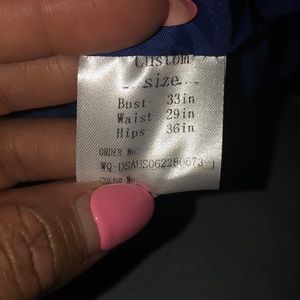 Custom
size
Bust 33in
Waist 29in
Hips 36in
ORDER No: